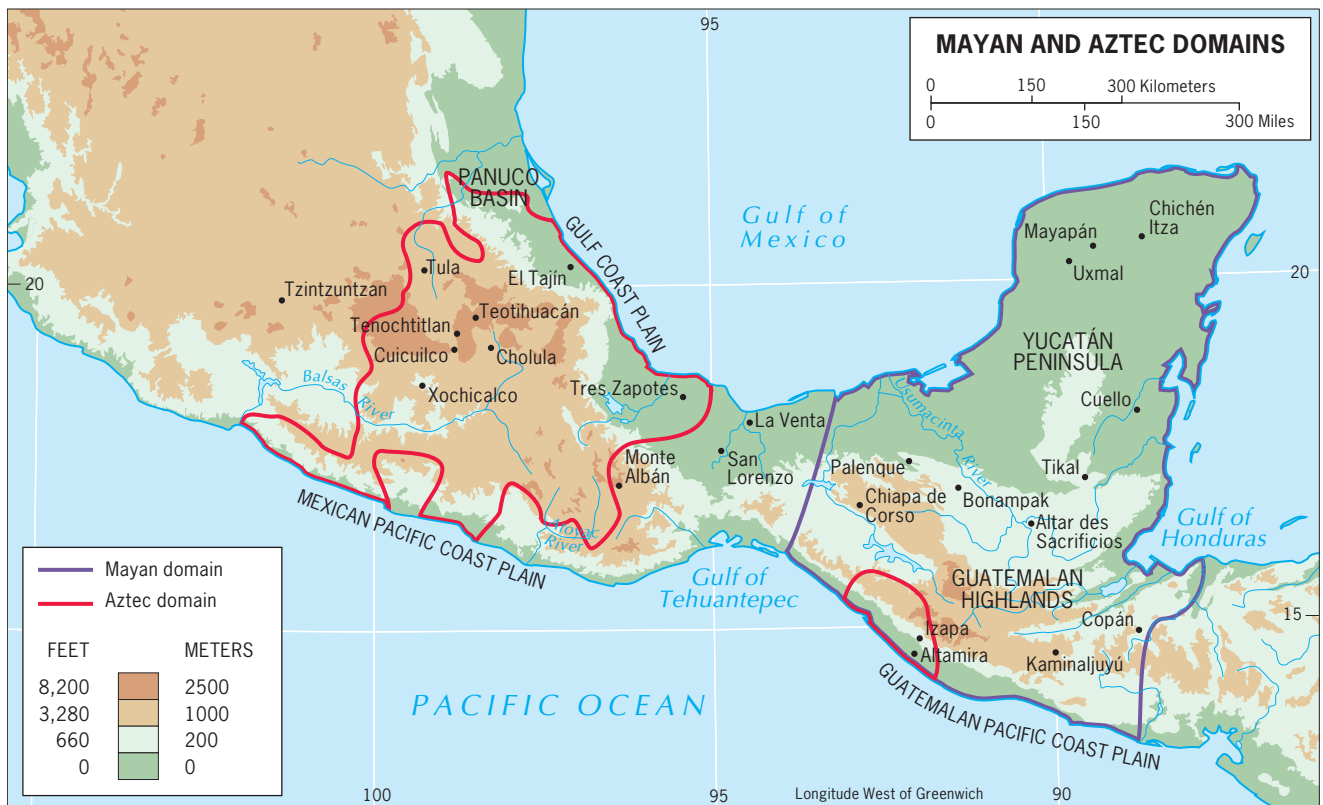 95
MAYAN AND AZTEC DOMAINS
0 150 300 Kilometers
0 150 300 Miles
PANUCO
BASIN
GULF COAST PLAIN
Gulf of
Mexico
Chichén
Itza
Mayapán
Uxmal
20
Tzintzuntzan
Tula
El Tajín
20
Teotihuacán
Tenochtitlan
Cuicuilco
Cholula
YUCATÁN
PENINSULA
Balsas
River
Xochicalco
Tres Zapotes
Usumacinta
River
Cuello
La Venta
Monte
Albán
San
Lorenzo
Palenque
Tikal
Chiapa de
Corso
Bonampak
MEXICAN PACIFIC COAST PLAIN
Atoyac
River
Altar des
Sacrificios
Gulf of
Honduras
Gulf of
Tehuantepec
GUATEMALAN
HIGHLANDS
Copán
15
Izapa
Altamira
Kaminaljuyú
GUATEMALAN PACIFIC COAST PLAIN
PACIFIC OCEAN
Mayan domain
Aztec domain
FEET METERS
8,200 2500
3,280 1000
660 200
0 0
100
95
Longitude West of Greenwich
90